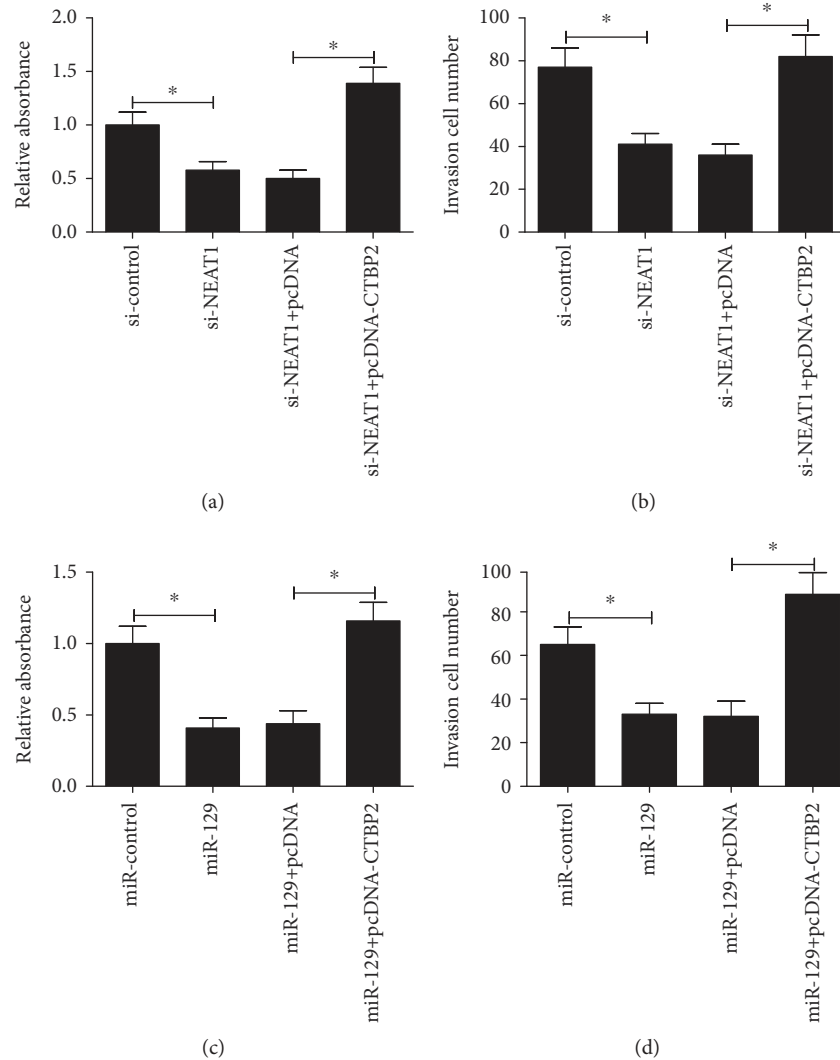 Relative absorbance
2.0
1.5
1.0
0.5
0.0
*
*
si-control
si-NEAT1
si-NEAT1+pcDNA
si-NEAT1+pcDNA-CTBP2
(a)
Invasion cell number
100
80
60
40
20
0
*
*
si-control
si-NEAT1
si-NEAT1+pcDNA
si-NEAT1+pcDNA-CTBP2
(b)
Relative absorbance
1.5
1.0
0.5
0.0
*
*
miR-control
miR-129
miR-129+pcDNA
miR-129+pcDNA-CTBP2
(c)
Invasion cell number
100
80
60
40
20
0
*
*
miR-control
miR-129
miR-129+pcDNA
miR-129+pcDNA-CTBP2
(d)